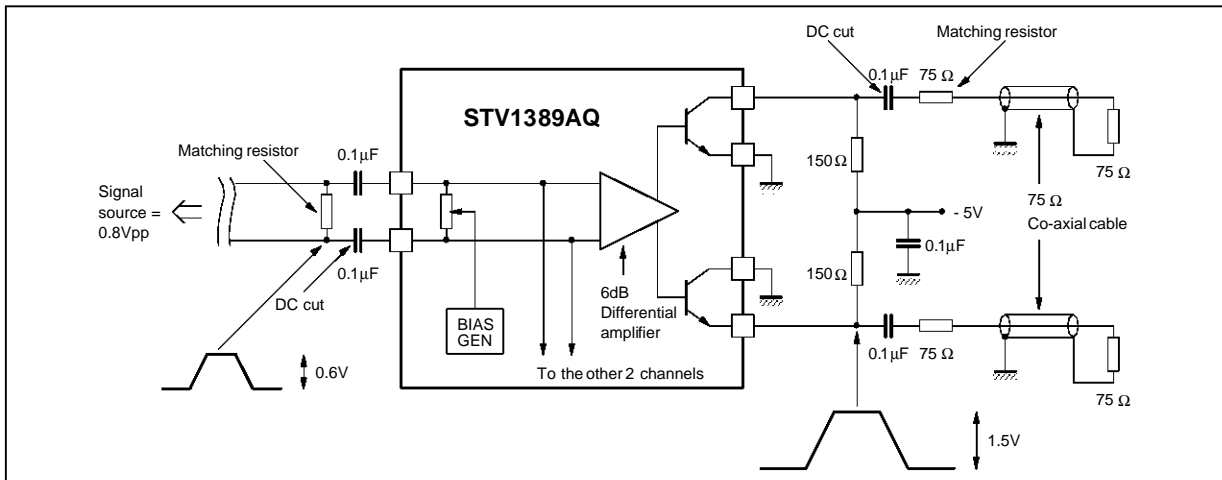 DC cut
Matching resistor
0.1µF
75 Ω
STV1389AQ
Matching resistor
0.1µF
150Ω
75 Ω
Signal
source =
0.8Vpp
75 Ω
- 5V
Co-axial cable
0.1µF
0.1µF
150Ω
DC cut
6dB
Differential
amplifier
BIAS
GEN
0.1µF
75 Ω
To the other 2 channels
0.6V
75 Ω
1.5V